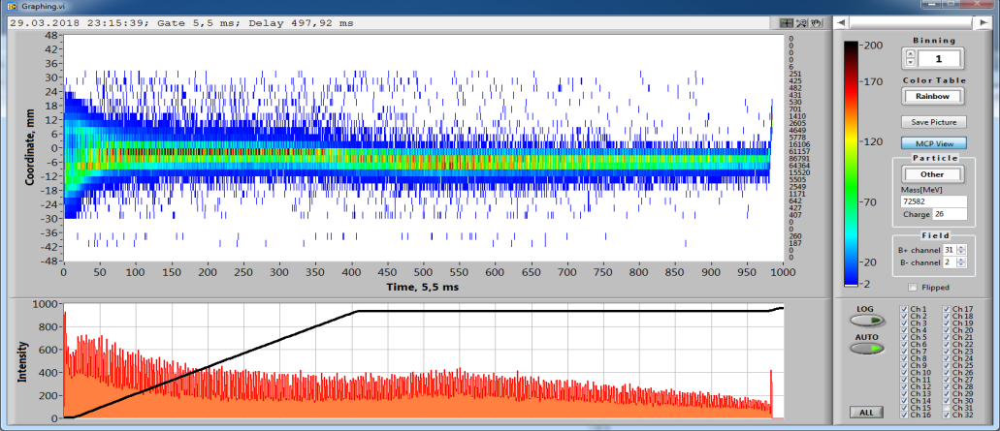 Graphing.vi
29.03.2018 23:15:39; Gate 5,5 ms; Delay 497,92 ms
48
42
36
30
24
18
12
6
0
-6
-12
-18
-24
-30
-36
-42
-48
Coordinate, mm
0 50 100 150 200 250 300 350 400 450 500 550 600 650 700 750 800 850 900 950 1000
Time, 5,5 ms
0
0
0
0
251
425
482
431
530
701
1410
2605
4649
5778
16106
61157
86791
64364
15520
5505
2549
1171
642
427
407
0
0
260
187
0
0
1000
800
600
400
200
0
Intensity
200
170
120
70
20
2
Binning
1
Color Table
Rainbow
Save Picture
MCP View
Particle
Other
Mass[MeV]
72582
Charge 26
Field
B+ channel 31
B- channel 2
Flipped
LOG
AUTO
ALL
Ch 1 Ch 17
Ch 2 Ch 18
Ch 3 Ch 19
Ch 4 Ch 20
Ch 5 Ch 21
Ch 6 Ch 22
Ch 7 Ch 23
Ch 8 Ch 24
Ch 9 Ch 25
Ch 10 Ch 26
Ch 11 Ch 27
Ch 12 Ch 28
Ch 13 Ch 29
Ch 14 Ch 30
Ch 15 Ch 31
Ch 16 Ch 32